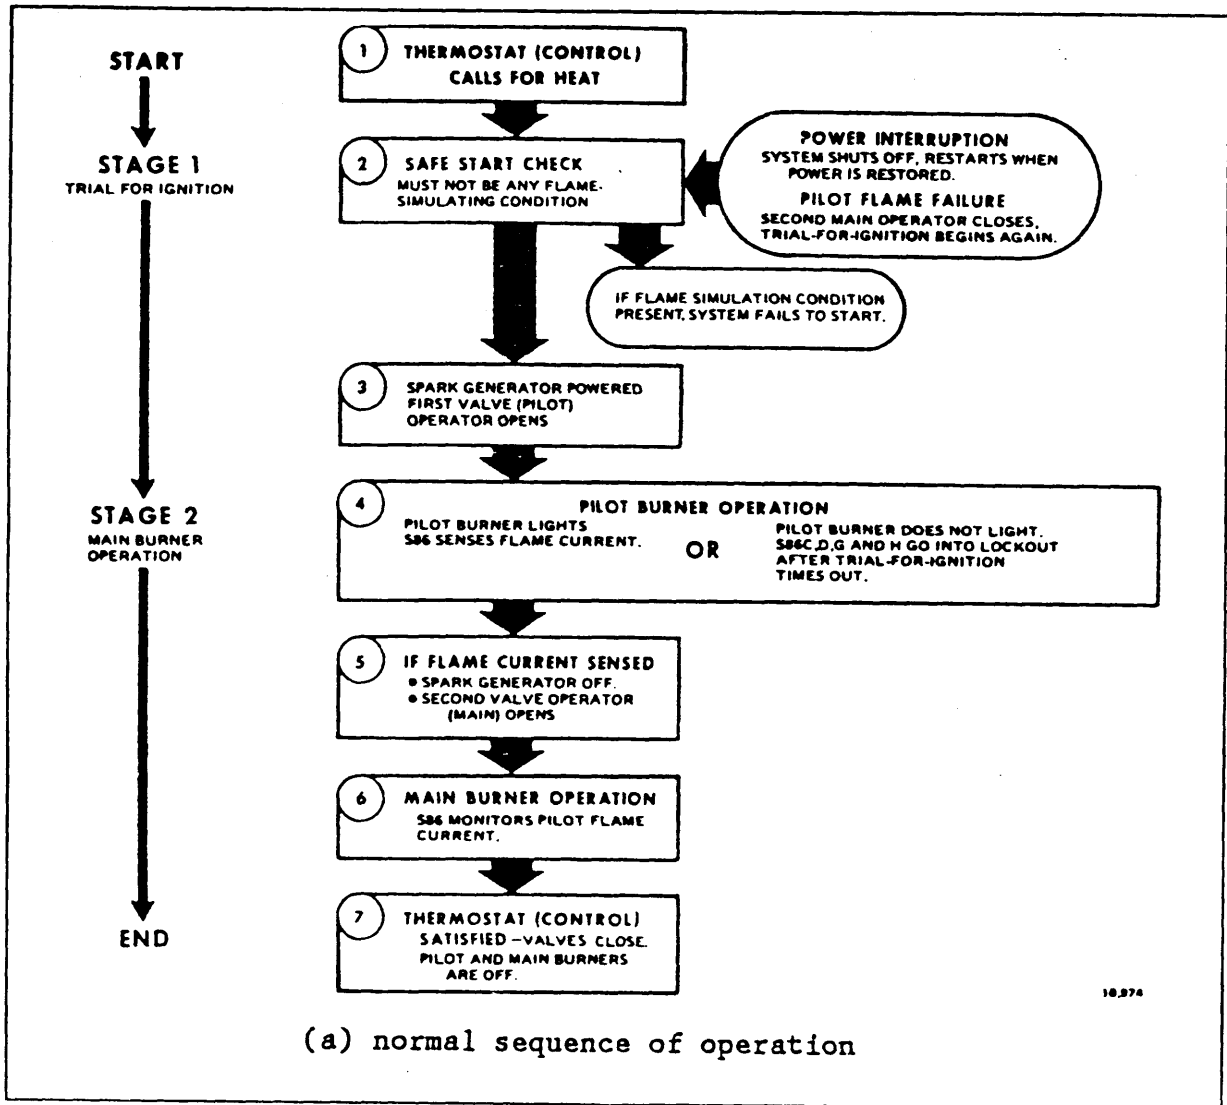 START
STAGE 1
TRIAL FOR IGNITION
STAGE 2
MAIN BURNER
OPERATION
END
1
THERMOSTAT (CONTROL)
CALLS FOR HEAT
2
SAFE START CHECK
MUST NOT BE ANY FLAME-
SIMULATING CONDITION
POWER INTERRUPTION
SYSTEM SHUTS OFF, RESTARTS WHEN
POWER IS RESTORED.
PILOT FLAME FAILURE
SECOND MAIN OPERATOR CLOSES,
TRIAL-FOR-IGNITION BEGINS AGAIN.
IF FLAME SIMULATION CONDITION
PRESENT, SYSTEM FAILS TO START.
3
SPARK GENERATOR POWERED
FIRST VALVE (PILOT)
OPERATOR OPENS
4
PILOT BURNER OPERATION
PILOT BURNER LIGHTS
S86 SENSES FLAME CURRENT.
OR
PILOT BURNER DOES NOT LIGHT.
S86C,D,G AND H GO INTO LOCKOUT
AFTER TRIAL-FOR-IGNITION
TIMES OUT.
5
IF FLAME CURRENT SENSED
• SPARK GENERATOR OFF.
• SECOND VALVE OPERATOR
(MAIN) OPENS
6
MAIN BURNER OPERATION
S86 MONITORS PILOT FLAME
CURRENT.
7
THERMOSTAT (CONTROL)
SATISFIED – VALVES CLOSE.
PILOT AND MAIN BURNERS
ARE OFF.
(a) normal sequence of operation